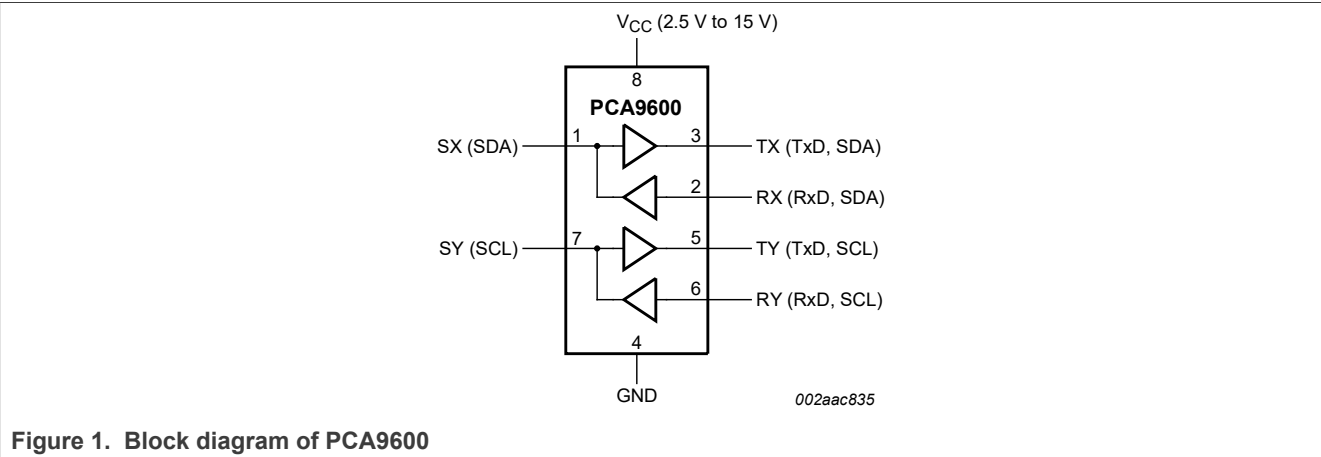 VCC (2.5 V to 15 V)
8
PCA9600
SX (SDA) 1 3 TX (TxD, SDA)
2 RX (RxD, SDA)
SY (SCL) 7 5 TY (TxD, SCL)
6 RY (RxD, SCL)
4
GND 002aac835
Figure 1. Block diagram of PCA9600